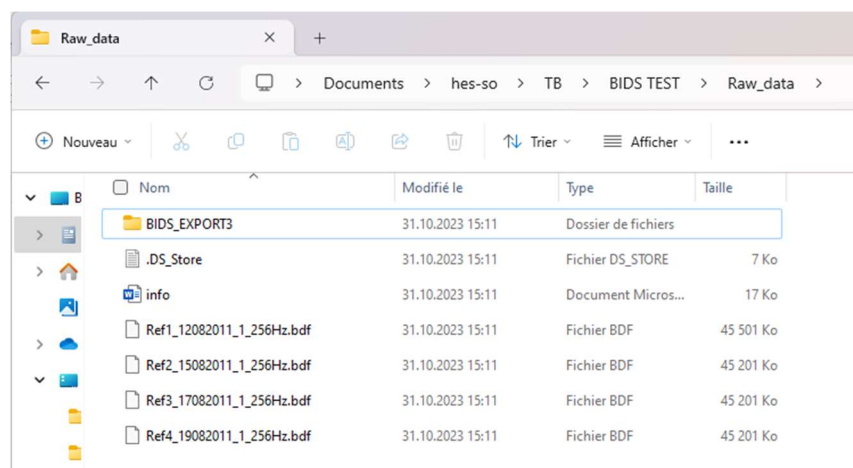 Raw_data × +
Documents > hes-so > TB > BIDS TEST > Raw_data >
Nouveau Trier Afficher ...
B
Nom Modifié le Type Taille
BIDS_EXPORT3 31.10.2023 15:11 Dossier de fichiers
.DS_Store 31.10.2023 15:11 Fichier DS_STORE 7 Ko
info 31.10.2023 15:11 Document Micros... 17 Ko
Ref1_12082011_1_256Hz.bdf 31.10.2023 15:11 Fichier BDF 45 501 Ko
Ref2_15082011_1_256Hz.bdf 31.10.2023 15:11 Fichier BDF 45 201 Ko
Ref3_17082011_1_256Hz.bdf 31.10.2023 15:11 Fichier BDF 45 201 Ko
Ref4_19082011_1_256Hz.bdf 31.10.2023 15:11 Fichier BDF 45 201 Ko